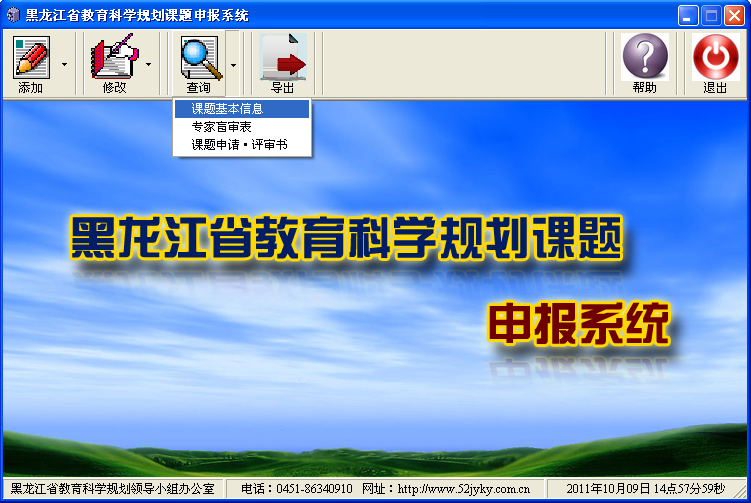 黑龙江省教育科学规划课题申报系统
添加
修改
查询
导出
帮助
退出
课题基本信息
专家盲审表
课题申请·评审书
黑龙江省教育科学规划课题
申报系统
黑龙江省教育科学规划领导小组办公室
电话：0451-86340910 网址：http://www.52jyky.com.cn
2011年10月09日 14点57分59秒